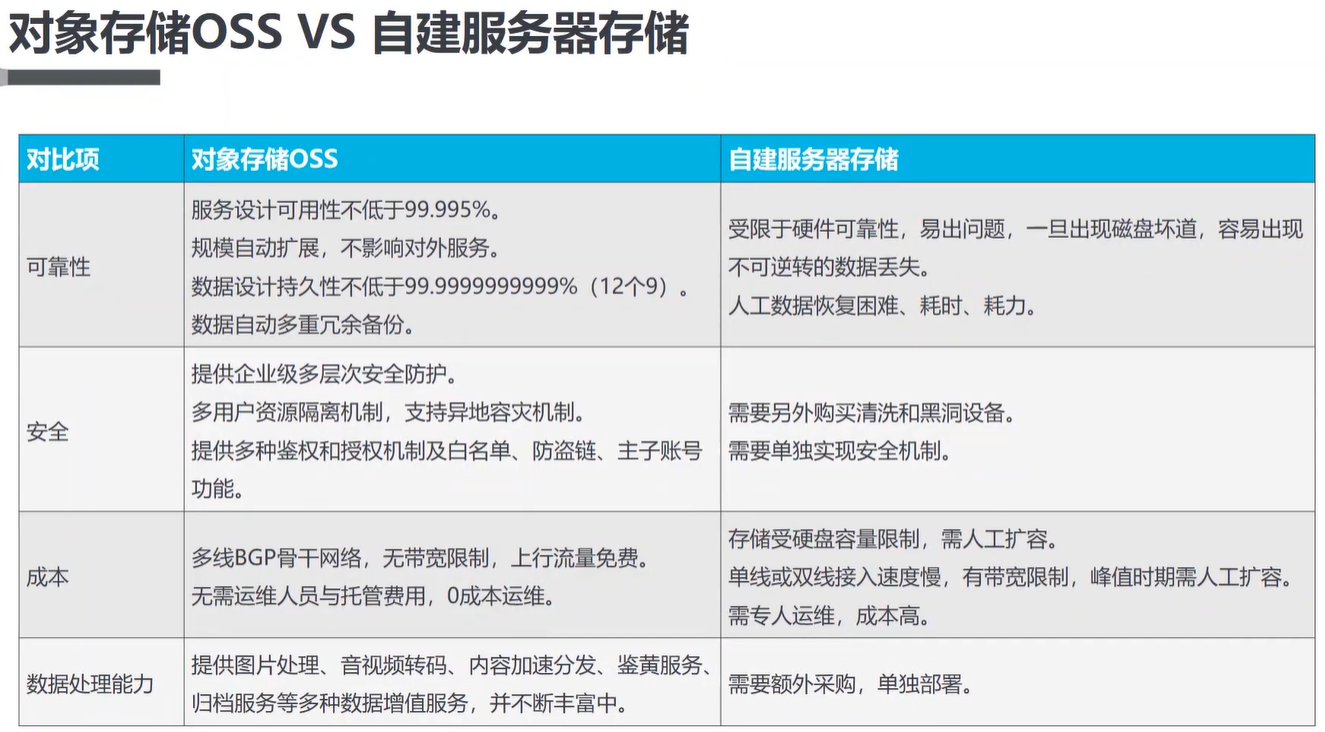 对象存储OSS VS 自建服务器存储
对比项
对象存储OSS
自建服务器存储
可靠性
服务设计可用性不低于99.995%。
规模自动扩展，不影响对外服务。
数据设计持久性不低于99.9999999999%（12个9）。
数据自动多重冗余备份。
受限于硬件可靠性，易出问题，一旦出现磁盘坏道，容易出现
不可逆转的数据丢失。
人工数据恢复困难、耗时、耗力。
安全
提供企业级多层次安全防护。
多用户资源隔离机制，支持异地容灾机制。
提供多种鉴权和授权机制及白名单、防盗链、主子账号
功能。
需要另外购买清洗和黑洞设备。
需要单独实现安全机制。
成本
多线BGP骨干网络，无带宽限制，上行流量免费。
无需运维人员与托管费用，0成本运维。
存储受硬盘容量限制，需人工扩容。
单线或双线接入速度慢，有带宽限制，峰值时期需人工扩容。
需专人运维，成本高。
数据处理能力
提供图片处理、音视频转码、内容加速分发、鉴黄服务、
归档服务等多种数据增值服务，并不断丰富中。
需要额外采购，单独部署。